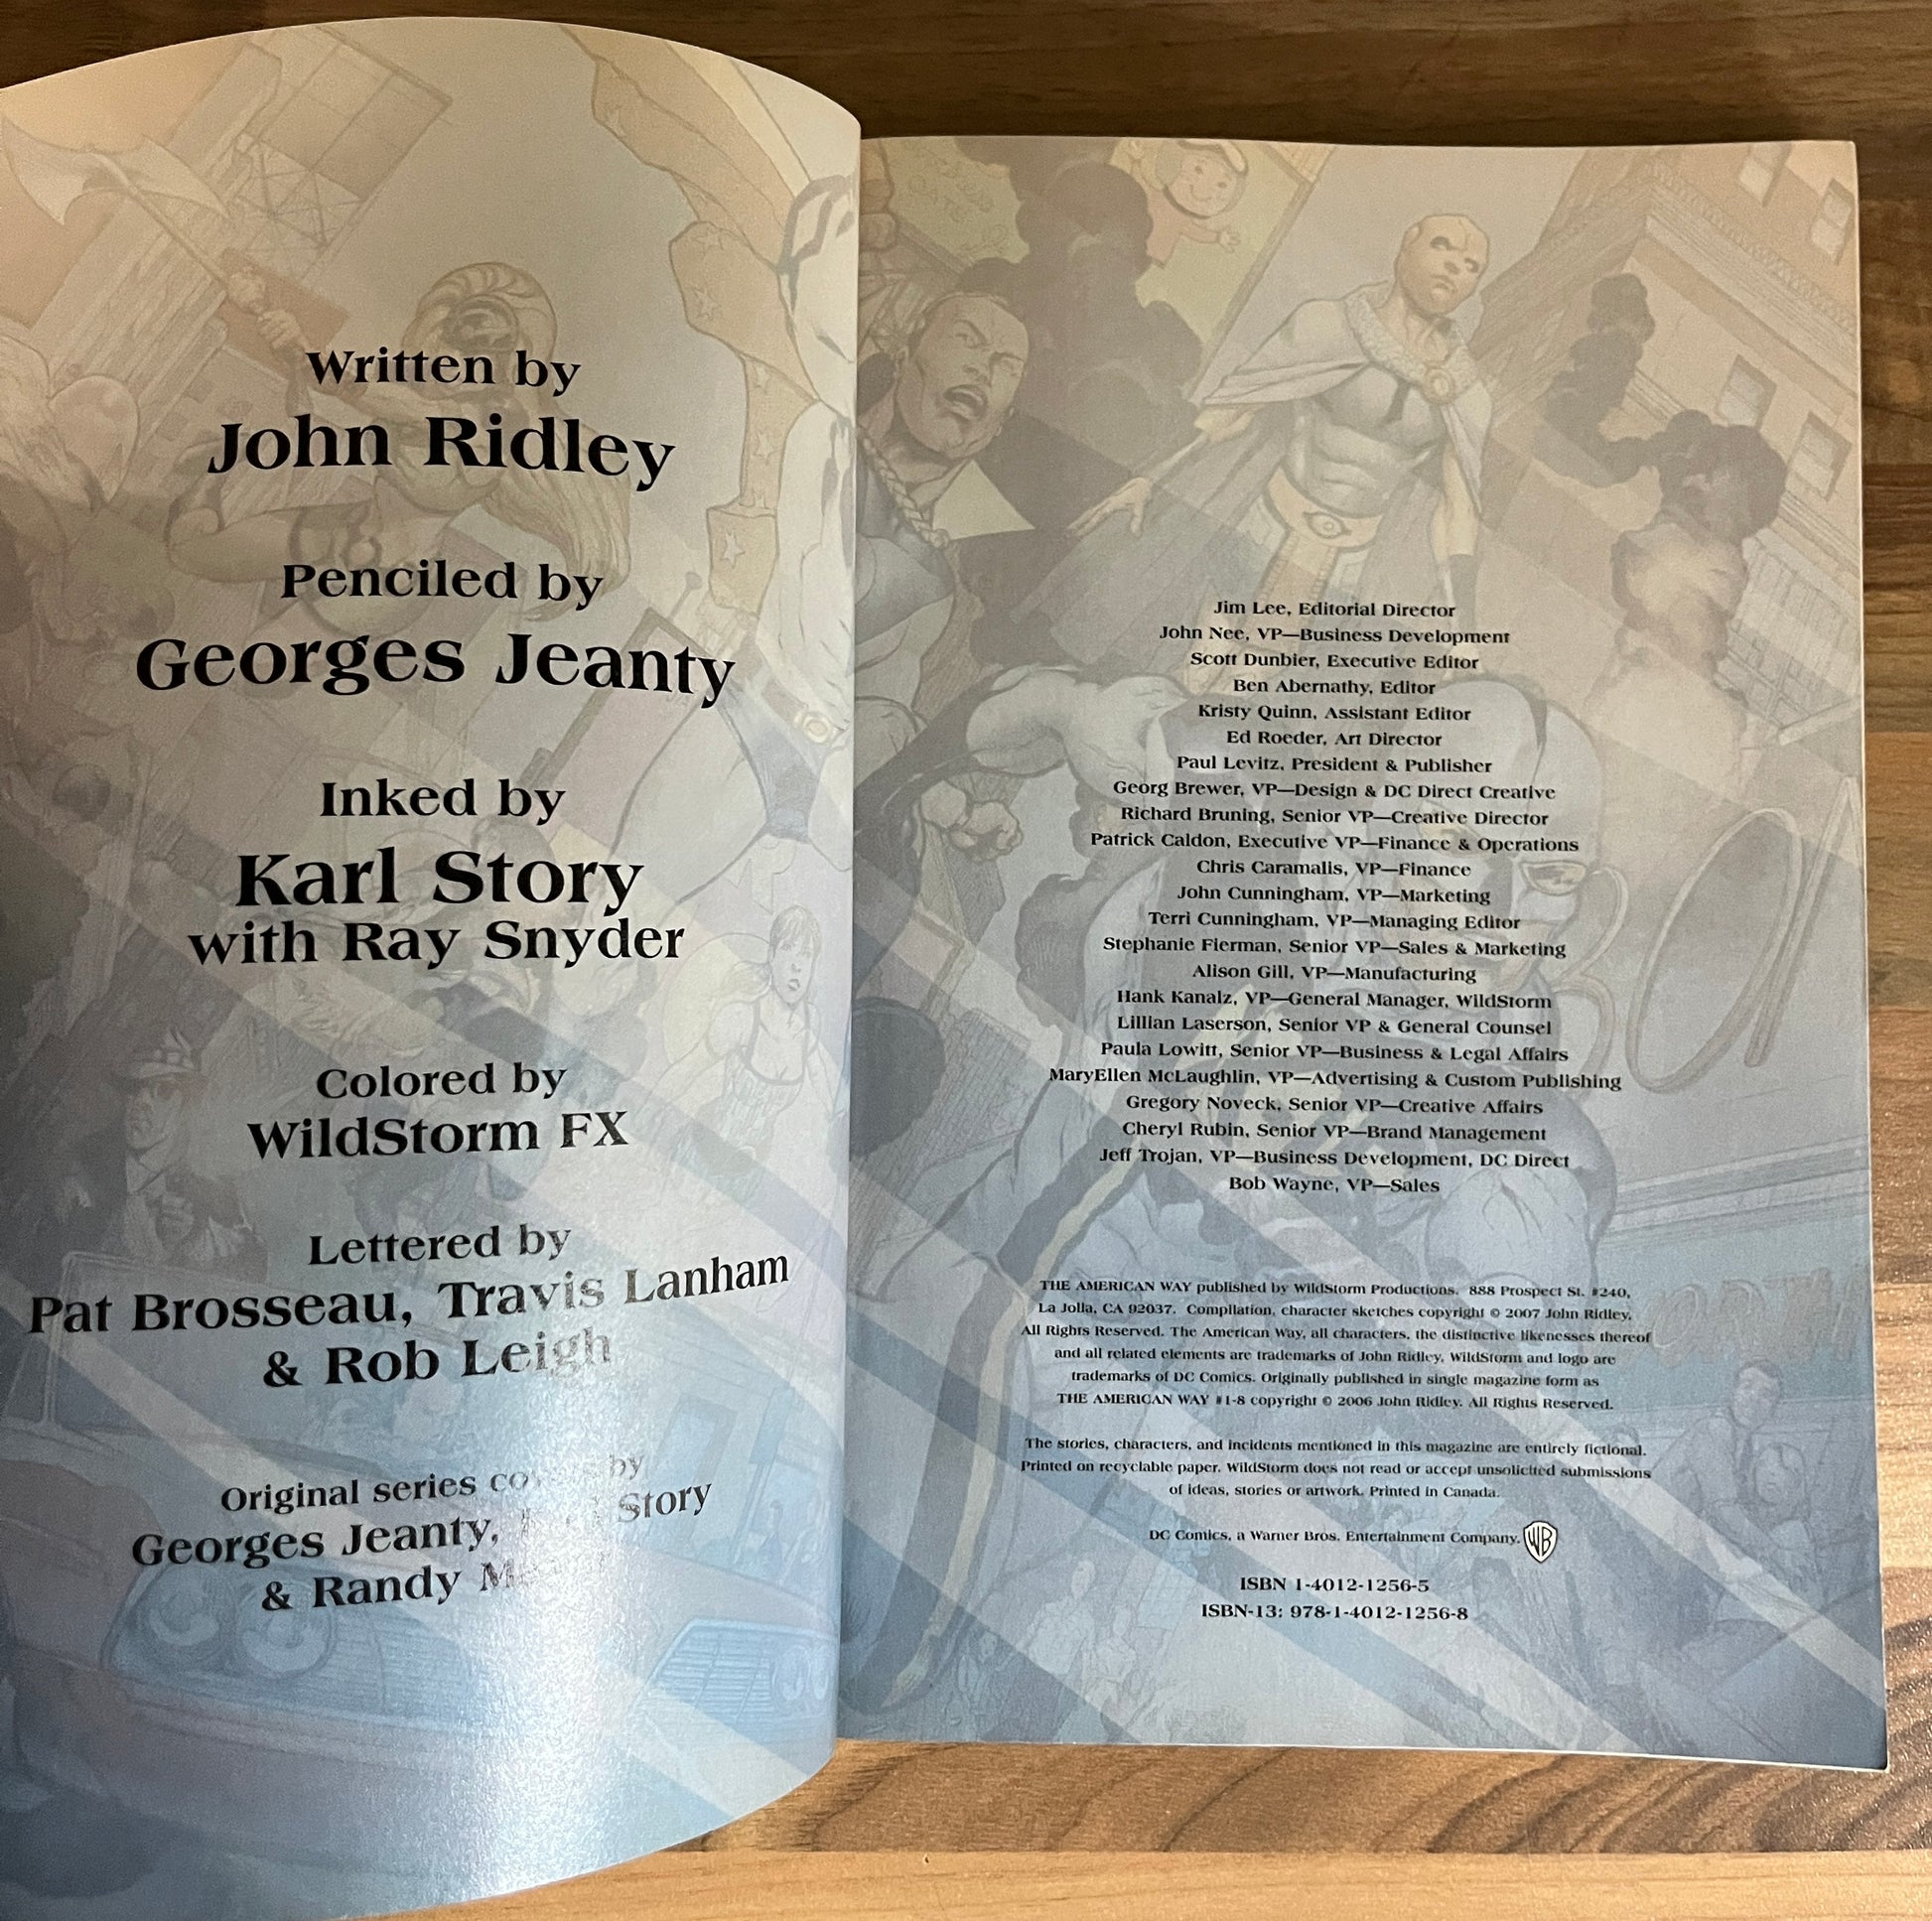 Written by
John Ridley
Penciled by
Georges Jeanty
Inked by
Karl Story
with Ray Snyder
Colored by
WildStorm FX
Lettered by
Pat Brosseau, Travis Lanham
& Rob Leigh
Original series covers by
Georges Jeanty, Story
& Randy
Jim Lee, Editorial Director
John Nee, VP—Business Development
Scott Dunbier, Executive Editor
Ben Abernathy, Editor
Kristy Quinn, Assistant Editor
Ed Roeder, Art Director
Paul Levitz, President & Publisher
Georg Brewer, VP—Design & DC Direct Creative
Richard Bruning, Senior VP—Creative Director
Patrick Caldon, Executive VP—Finance & Operations
Chris Caramalis, VP—Finance
John Cunningham, VP—Marketing
Terri Cunningham, VP—Managing Editor
Stephanie Fierman, Senior VP—Sales & Marketing
Alison Gill, VP—Manufacturing
Hank Kanalz, VP—General Manager, WildStorm
Lillian Laserson, Senior VP & General Counsel
Paula Lowitt, Senior VP—Business & Legal Affairs
MaryEllen McLaughlin, VP—Advertising & Custom Publishing
Gregory Noveck, Senior VP—Creative Affairs
Cheryl Rubin, Senior VP—Brand Management
Jeff Trojan, VP—Business Development, DC Direct
Bob Wayne, VP—Sales
THE AMERICAN WAY published by WildStorm Productions. 888 Prospect St. #240,
La Jolla, CA 92037. Compilation, character sketches copyright © 2007 John Ridley.
All Rights Reserved. The American Way, all characters, the distinctive likenesses thereof
and all related elements are trademarks of John Ridley. WildStorm and logo are
trademarks of DC Comics. Originally published in single magazine form as
THE AMERICAN WAY #1-8 copyright © 2006 John Ridley. All Rights Reserved.
The stories, characters, and incidents mentioned in this magazine are entirely fictional.
Printed on recyclable paper. WildStorm does not read or accept unsolicited submissions
of ideas, stories or artwork. Printed in Canada.
DC Comics, a Warner Bros. Entertainment Company. WB
ISBN 1-4012-1256-5
ISBN-13: 978-1-4012-1256-8